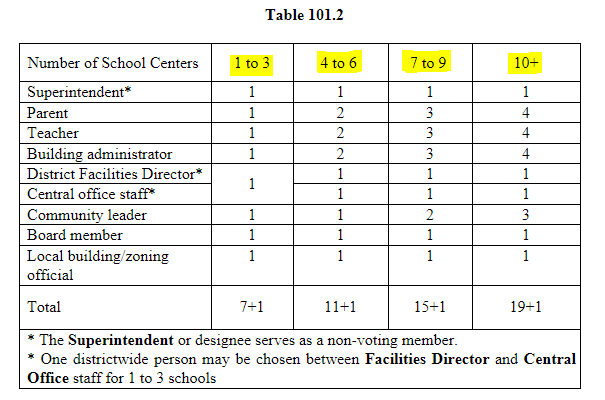 Table 101.2
Number of School Centers 1 to 3 4 to 6 7 to 9 10+
Superintendent* 1 1 1 1
Parent 1 2 3 4
Teacher 1 2 3 4
Building administrator 1 2 3 4
District Facilities Director* 1 1 1 1
Central office staff* 1 1 1
Community leader 1 1 2 3
Board member 1 1 1 1
Local building/zoning 1 1 1 1
official
Total 7+1 11+1 15+1 19+1
* The Superintendent or designee serves as a non-voting member.
* One districtwide person may be chosen between Facilities Director and Central
Office staff for 1 to 3 schools